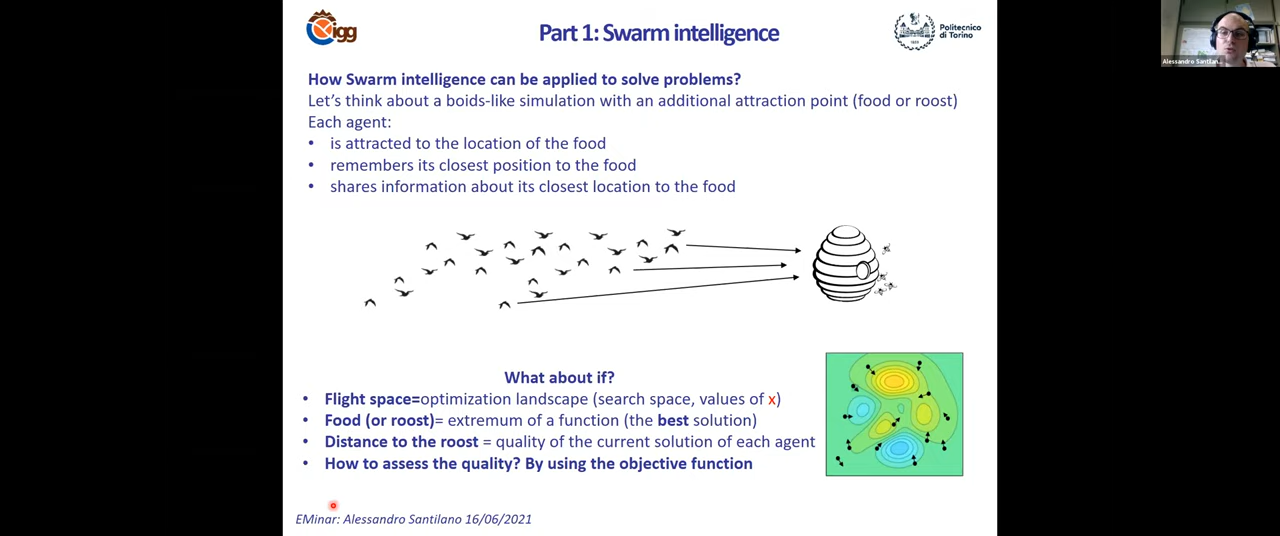 igg
Part 1: Swarm intelligence
Politecnico
di Torino
Alessandro Santilan...
How Swarm intelligence can be applied to solve problems?
Let's think about a boids-like simulation with an additional attraction point (food or roost)
Each agent:
• is attracted to the location of the food
• remembers its closest position to the food
• shares information about its closest location to the food
What about if?
• Flight space=optimization landscape (search space, values of x)
• Food (or roost)= extremum of a function (the best solution)
• Distance to the roost = quality of the current solution of each agent
• How to assess the quality? By using the objective function
EMinar: Alessandro Santilano 16/06/2021